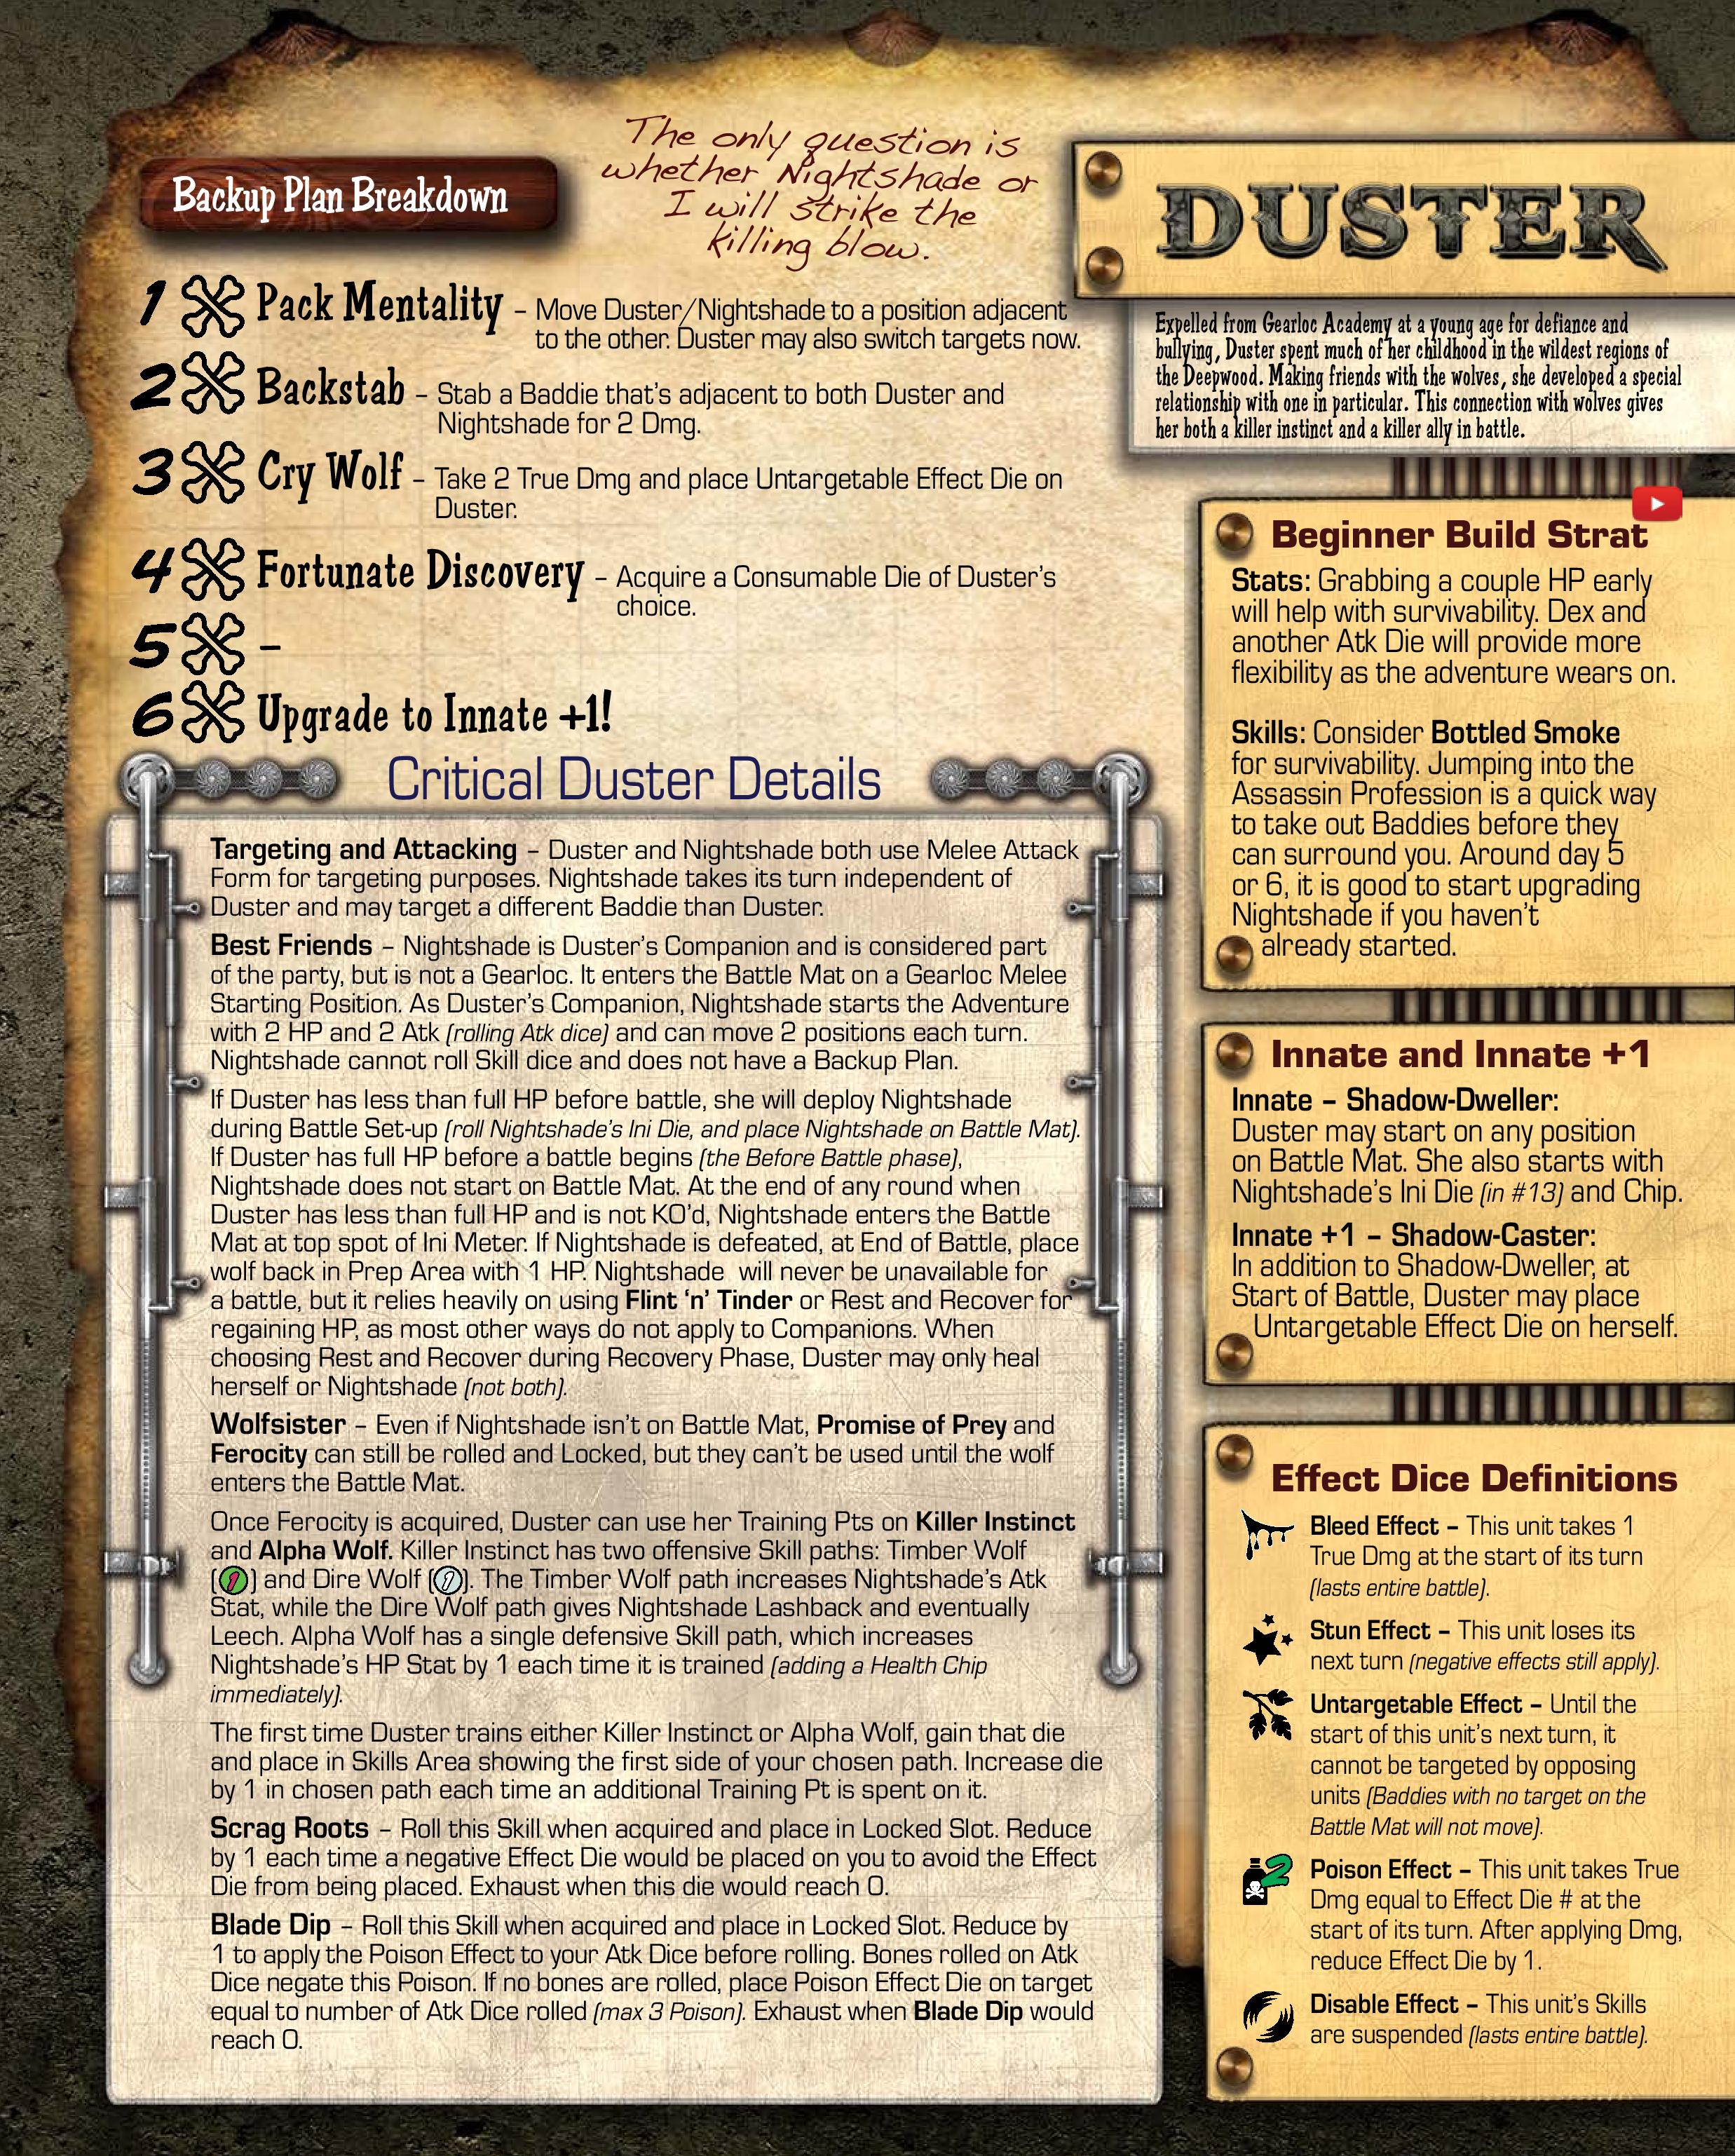 Backup Plan Breakdown
The only question is
whether Nightshade or
I will strike the
killing blow.
DUSTER
Expelled from Gearloc Academy at a young age for defiance and
bullying, Duster spent much of her childhood in the wildest regions of
the Deepwood. Making friends with the wolves, she developed a special
relationship with one in particular. This connection with wolves gives
her both a killer instinct and a killer ally in battle.
1 Pack Mentality – Move Duster/Nightshade to a position adjacent
to the other. Duster may also switch targets now.
2 Backstab – Stab a Baddie that's adjacent to both Duster and
Nightshade for 2 Dmg.
3 Cry Wolf – Take 2 True Dmg and place Untargetable Effect Die on
Duster.
4 Fortunate Discovery – Acquire a Consumable Die of Duster's
choice.
5 –
6 Upgrade to Innate +1!
Critical Duster Details
Targeting and Attacking – Duster and Nightshade both use Melee Attack
Form for targeting purposes. Nightshade takes its turn independent of
Duster and may target a different Baddie than Duster.
Best Friends – Nightshade is Duster's Companion and is considered part
of the party, but is not a Gearloc. It enters the Battle Mat on a Gearloc Melee
Starting Position. As Duster's Companion, Nightshade starts the Adventure
with 2 HP and 2 Atk (rolling Atk dice) and can move 2 positions each turn.
Nightshade cannot roll Skill dice and does not have a Backup Plan.
If Duster has less than full HP before battle, she will deploy Nightshade
during Battle Set-up (roll Nightshade's Ini Die, and place Nightshade on Battle Mat).
If Duster has full HP before a battle begins (the Before Battle phase),
Nightshade does not start on Battle Mat. At the end of any round when
Duster has less than full HP and is not KO'd, Nightshade enters the Battle
Mat at top spot of Ini Meter. If Nightshade is defeated, at End of Battle, place
wolf back in Prep Area with 1 HP. Nightshade will never be unavailable for
a battle, but it relies heavily on using Flint 'n' Tinder or Rest and Recover for
regaining HP, as most other ways do not apply to Companions. When
choosing Rest and Recover during Recovery Phase, Duster may only heal
herself or Nightshade (not both).
Wolfsister – Even if Nightshade isn't on Battle Mat, Promise of Prey and
Ferocity can still be rolled and Locked, but they can't be used until the wolf
enters the Battle Mat.
Once Ferocity is acquired, Duster can use her Training Pts on Killer Instinct
and Alpha Wolf. Killer Instinct has two offensive Skill paths: Timber Wolf
(1) and Dire Wolf (1). The Timber Wolf path increases Nightshade's Atk
Stat, while the Dire Wolf path gives Nightshade Lashback and eventually
Leech. Alpha Wolf has a single defensive Skill path, which increases
Nightshade's HP Stat by 1 each time it is trained (adding a Health Chip
immediately).
The first time Duster trains either Killer Instinct or Alpha Wolf, gain that die
and place in Skills Area showing the first side of your chosen path. Increase die
by 1 in chosen path each time an additional Training Pt is spent on it.
Scrag Roots – Roll this Skill when acquired and place in Locked Slot. Reduce
by 1 each time a negative Effect Die would be placed on you to avoid the Effect
Die from being placed. Exhaust when this die would reach 0.
Blade Dip – Roll this Skill when acquired and place in Locked Slot. Reduce by
1 to apply the Poison Effect to your Atk Dice before rolling. Bones rolled on Atk
Dice negate this Poison. If no bones are rolled, place Poison Effect Die on target
equal to number of Atk Dice rolled (max 3 Poison). Exhaust when Blade Dip would
reach 0.
Beginner Build Strat
Stats: Grabbing a couple HP early
will help with survivability. Dex and
another Atk Die will provide more
flexibility as the adventure wears on.
Skills: Consider Bottled Smoke
for survivability. Jumping into the
Assassin Profession is a quick way
to take out Baddies before they
can surround you. Around day 5
or 6, it is good to start upgrading
Nightshade if you haven't
already started.
Innate and Innate +1
Innate – Shadow-Dweller:
Duster may start on any position
on Battle Mat. She also starts with
Nightshade's Ini Die (in #13) and Chip.
Innate +1 – Shadow-Caster:
In addition to Shadow-Dweller, at
Start of Battle, Duster may place
Untargetable Effect Die on herself.
Effect Dice Definitions
Bleed Effect – This unit takes 1
True Dmg at the start of its turn
(lasts entire battle).
Stun Effect – This unit loses its
next turn (negative effects still apply).
Untargetable Effect – Until the
start of this unit's next turn, it
cannot be targeted by opposing
units (Baddies with no target on the
Battle Mat will not move).
2
Poison Effect – This unit takes True
Dmg equal to Effect Die # at the
start of its turn. After applying Dmg,
reduce Effect Die by 1.
Disable Effect – This unit's Skills
are suspended (lasts entire battle).